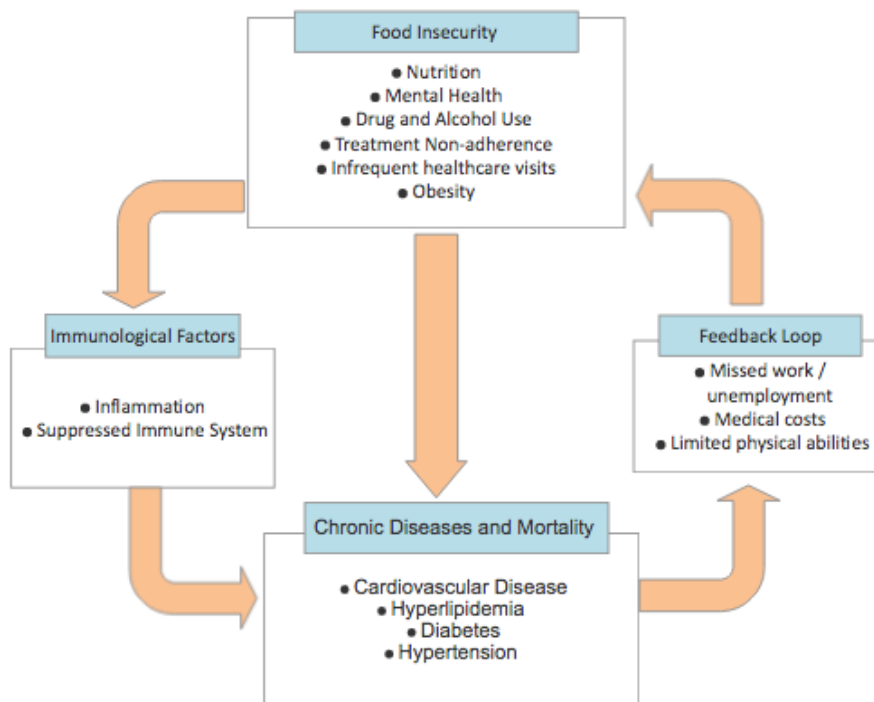 Food Insecurity
● Nutrition
● Mental Health
● Drug and Alcohol Use
● Treatment Non-adherence
● Infrequent healthcare visits
● Obesity
Immunological Factors
● Inflammation
● Suppressed Immune System
Feedback Loop
● Missed work /
unemployment
● Medical costs
● Limited physical abilities
Chronic Diseases and Mortality
● Cardiovascular Disease
● Hyperlipidemia
● Diabetes
● Hypertension